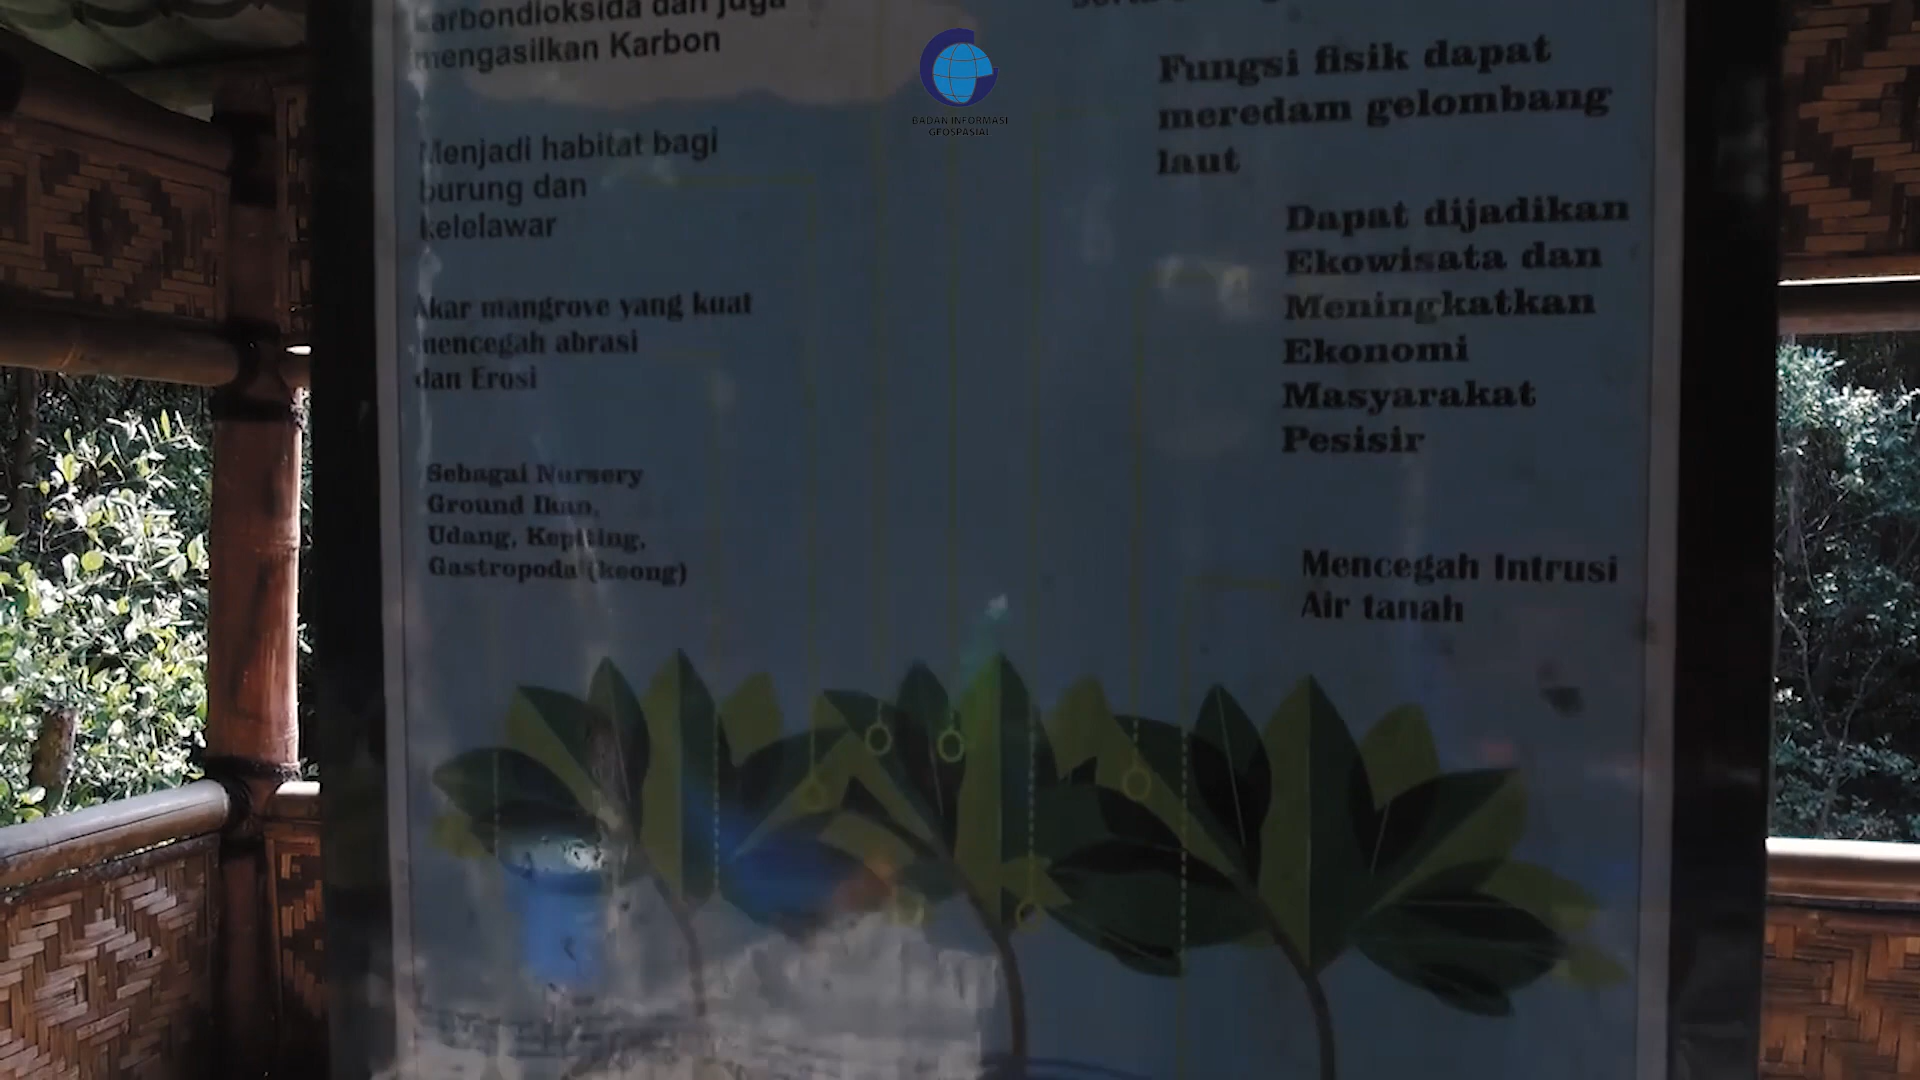 karbondioksida dan juga
mengasilkan Karbon
Menjadi habitat bagi
burung dan
kelelawar
Akar mangrove yang kuat
mencegah abrasi
dan Erosi
Sebagai Nursery
Ground Ikan,
Udang, Kepiting,
Gastropoda (keong)
BADAN INFORMASI
GEOSPASIAL
Fungsi fisik dapat
meredam gelombang
laut
Dapat dijadikan
Ekowisata dan
Meningkatkan
Ekonomi
Masyarakat
Pesisir
Mencegah Intrusi
Air tanah